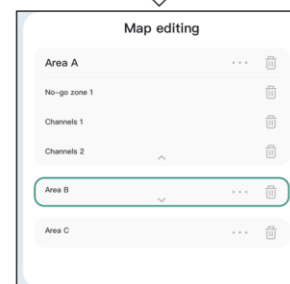 Map editing
Area A
No-go zone 1
Channels 1
Channels 2
Area B
Area C